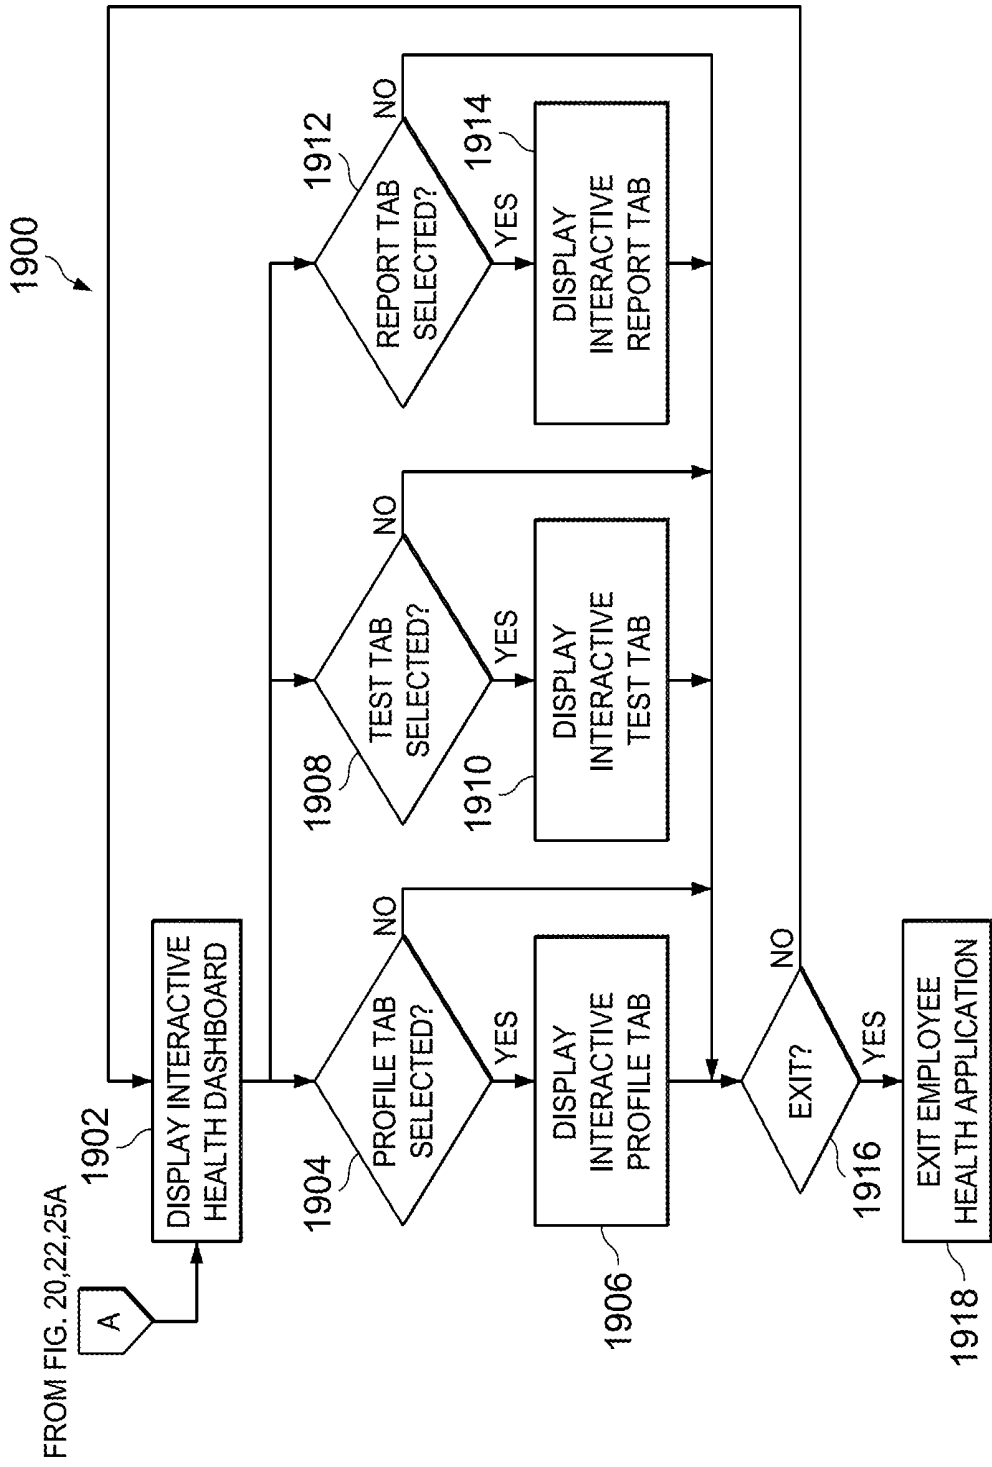 1900
FROM FIG. 20,22,25A
A
1902
DISPLAY INTERACTIVE
HEALTH DASHBOARD
1904
PROFILE TAB
SELECTED?
NO
YES
1908
TEST TAB
SELECTED?
NO
YES
1912
REPORT TAB
SELECTED?
NO
YES
1906
DISPLAY
INTERACTIVE
PROFILE TAB
1910
DISPLAY
INTERACTIVE
TEST TAB
1914
DISPLAY
INTERACTIVE
REPORT TAB
1916
EXIT?
NO
YES
1918
EXIT EMPLOYEE
HEALTH APPLICATION